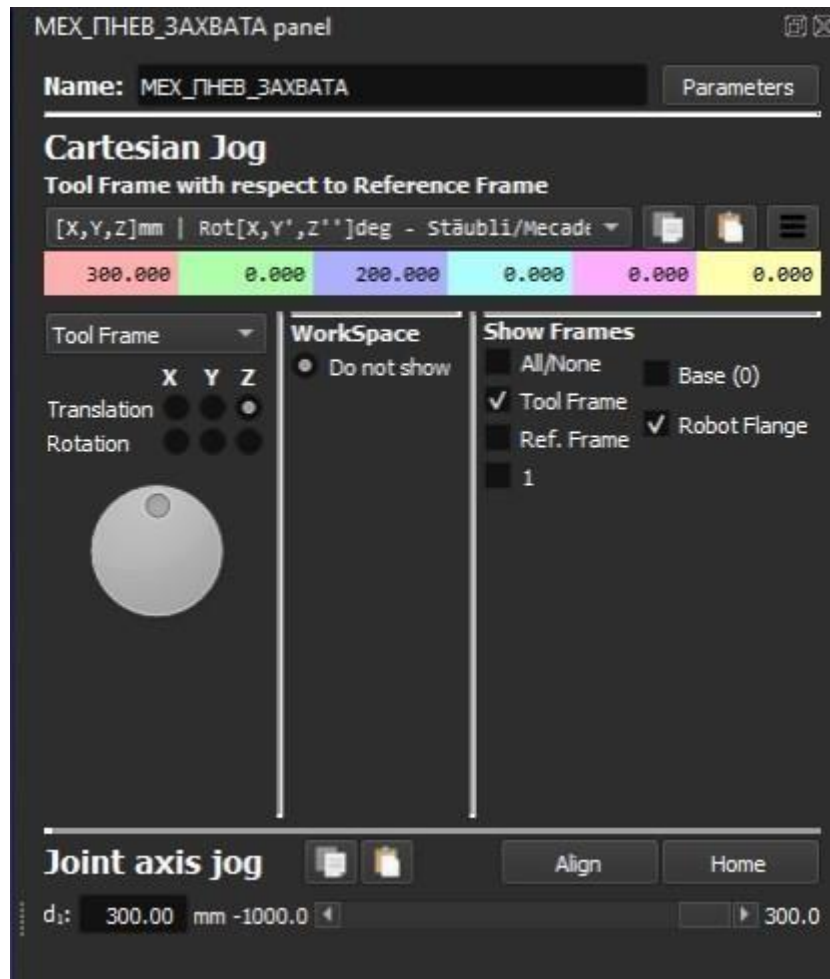 МЕХ_ПНЕВ_ЗАХВАТА panel
Name: МЕХ_ПНЕВ_ЗАХВАТА Parameters
Cartesian Jog
Tool Frame with respect to Reference Frame
[X,Y,Z]mm | Rot[X,Y',Z'']deg - Stäubli/Mecade
300.000 0.000 200.000 0.000 0.000 0.000
Tool Frame
X Y Z
Translation
Rotation
WorkSpace
Do not show
Show Frames
All/None
Tool Frame
Ref. Frame
1
Base (0)
Robot Flange
Joint axis jog Align Home
d₁: 300.00 mm -1000.0 300.0